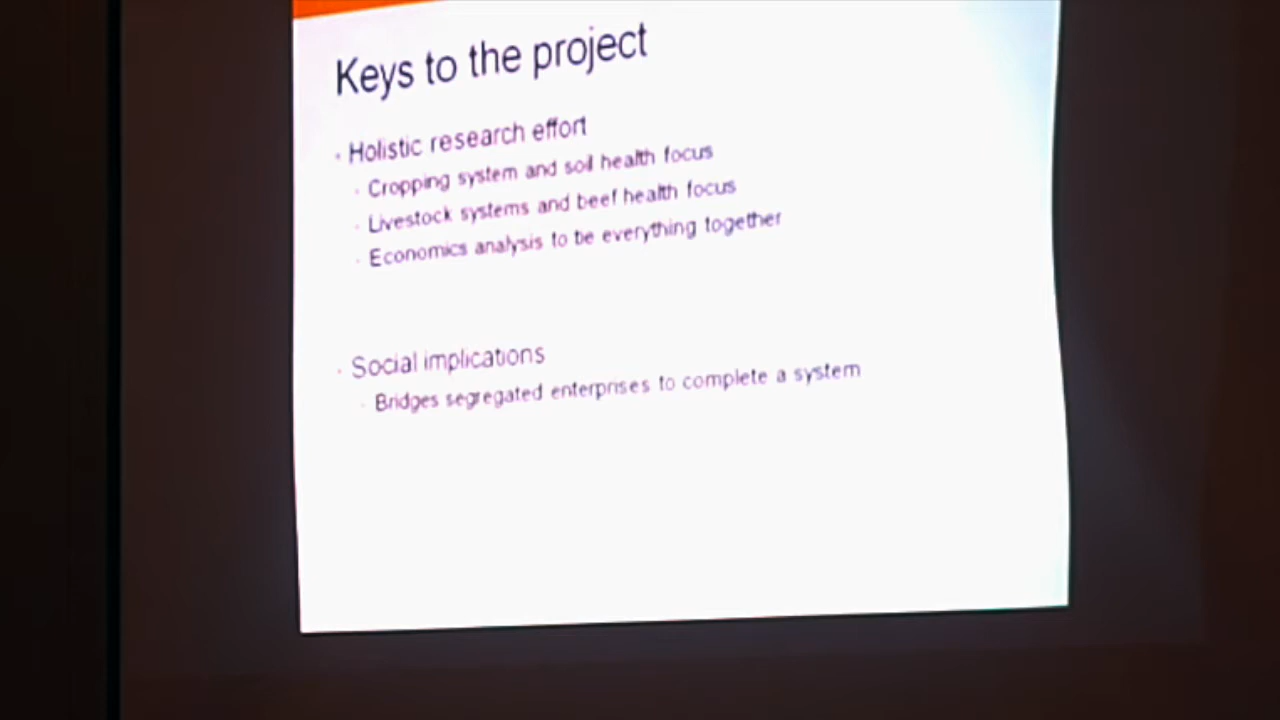 Keys to the project
Holistic research effort
Cropping system and soil health focus
Livestock systems and beef health focus
Economics analysis to tie everything together
Social implications
Bridges segregated enterprises to complete a system